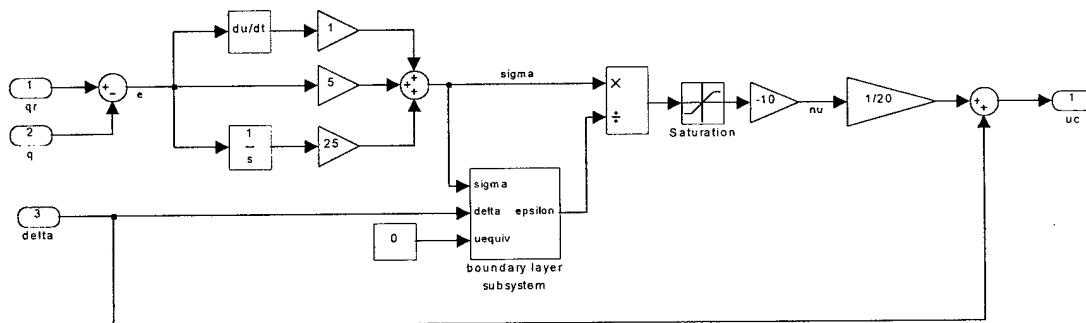 du/dt
1
1
qr
e
5
sigma
×
÷
Saturation
-10
nu
1/20
1
uc
2
q
1
s
25
sigma
delta
epsilon
uequiv
3
delta
0
boundary layer
subsystem